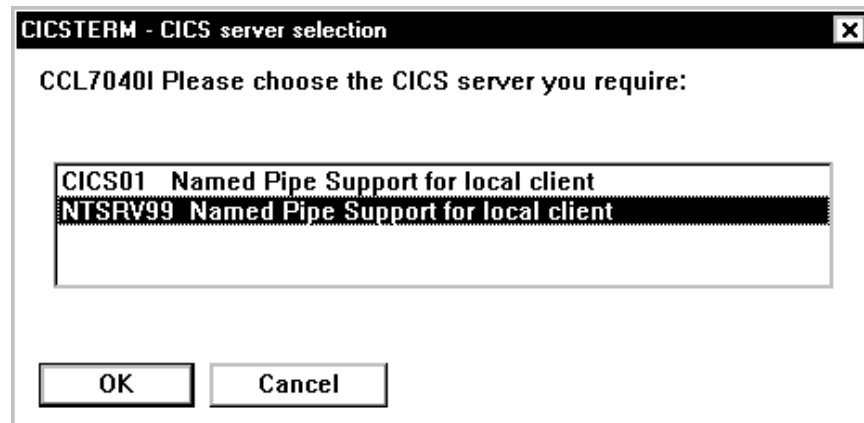 CICSTERM - CICS server selection
CCL7040I Please choose the CICS server you require:
CICS01 Named Pipe Support for local client
NTSRV99 Named Pipe Support for local client
OK Cancel